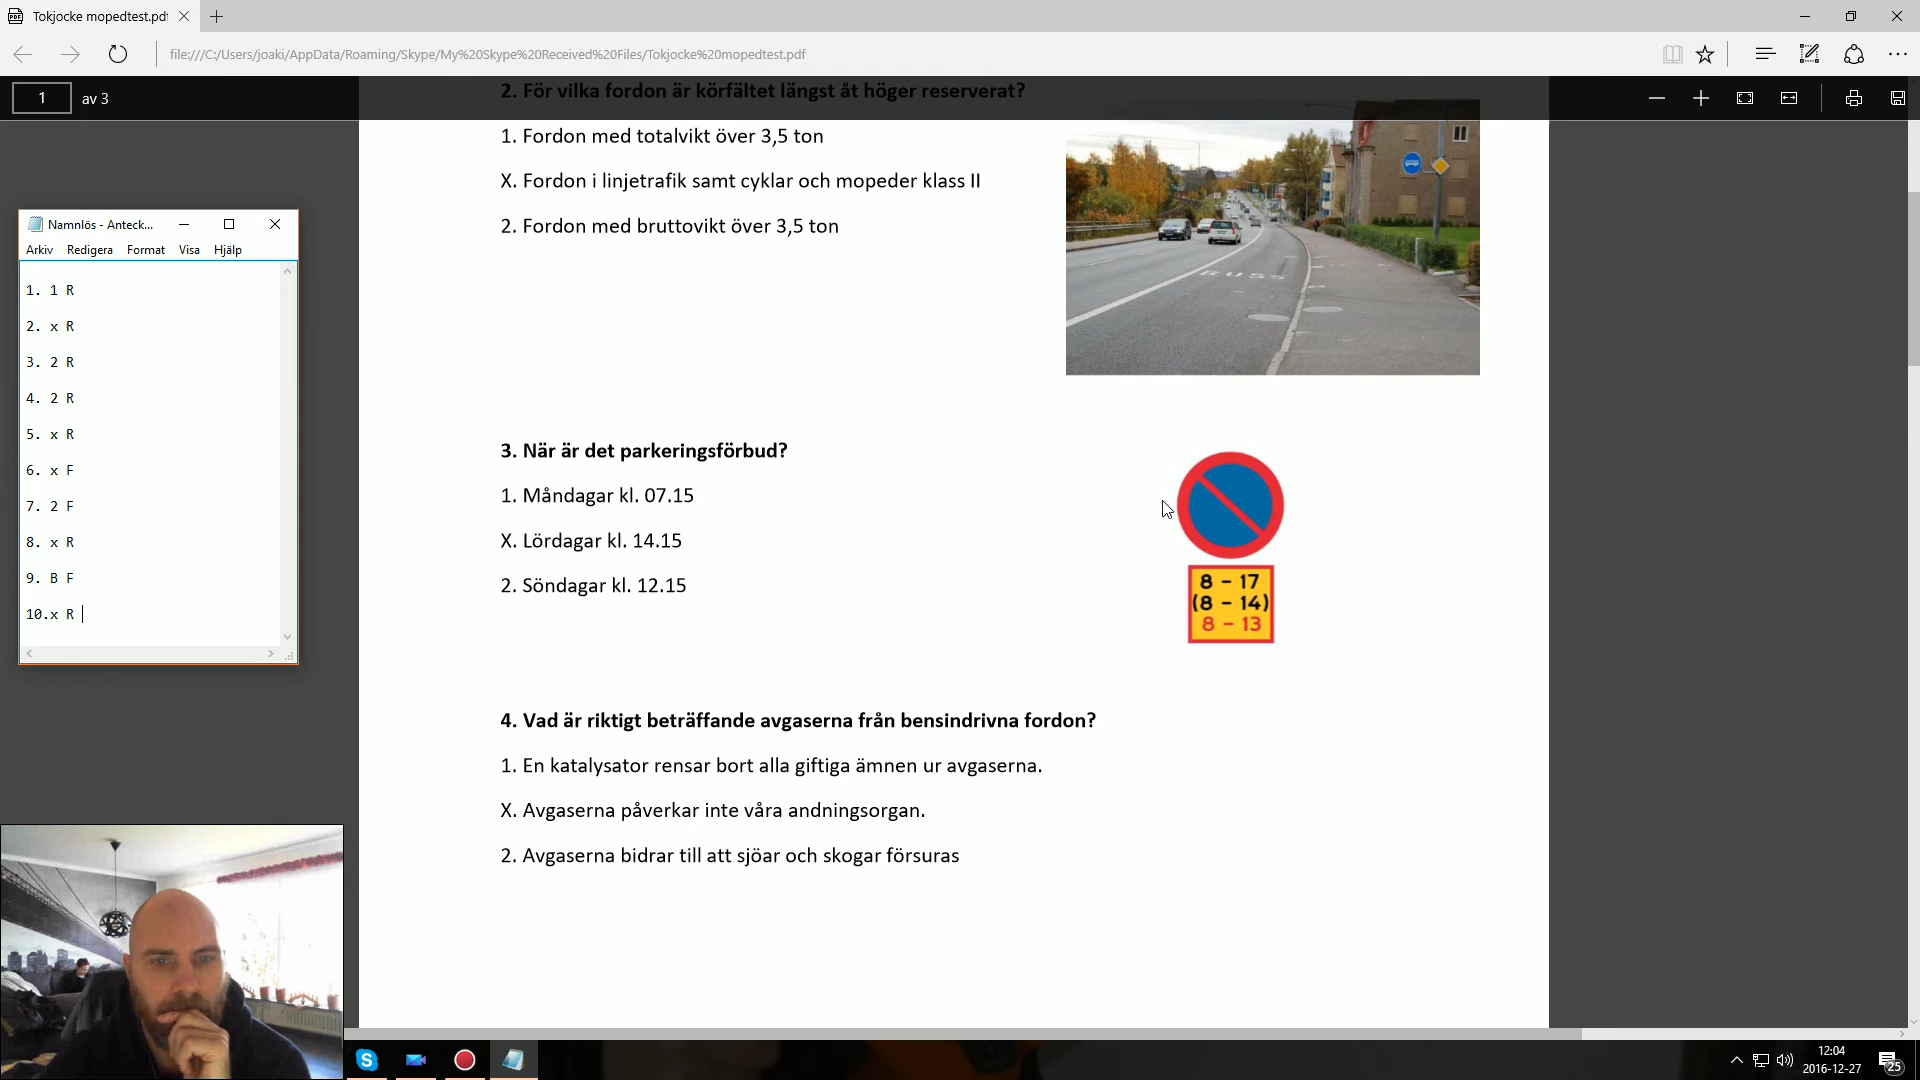 Tokjocke mopedtest.pdf
file:///C:/Users/joaki/AppData/Roaming/Skype/My%20Skype%20Received%20Files/Tokjocke%20mopedtest.pdf
1 av 3
2. För vilka fordon är körfältet längst åt höger reserverat?
1. Fordon med totalvikt över 3,5 ton
X. Fordon i linjetrafik samt cyklar och mopeder klass II
2. Fordon med bruttovikt över 3,5 ton
BUSS
3. När är det parkeringsförbud?
1. Måndagar kl. 07.15
X. Lördagar kl. 14.15
2. Söndagar kl. 12.15
8 - 17
(8 - 14)
8 - 13
4. Vad är riktigt beträffande avgaserna från bensindrivna fordon?
1. En katalysator rensar bort alla giftiga ämnen ur avgaserna.
X. Avgaserna påverkar inte våra andningsorgan.
2. Avgaserna bidrar till att sjöar och skogar försuras
Namnlös - Anteck...
Arkiv Redigera Format Visa Hjälp
1. 1 R
2. x R
3. 2 R
4. 2 R
5. x R
6. x F
7. 2 F
8. x R
9. B F
10.x R
12:04
2016-12-27
25